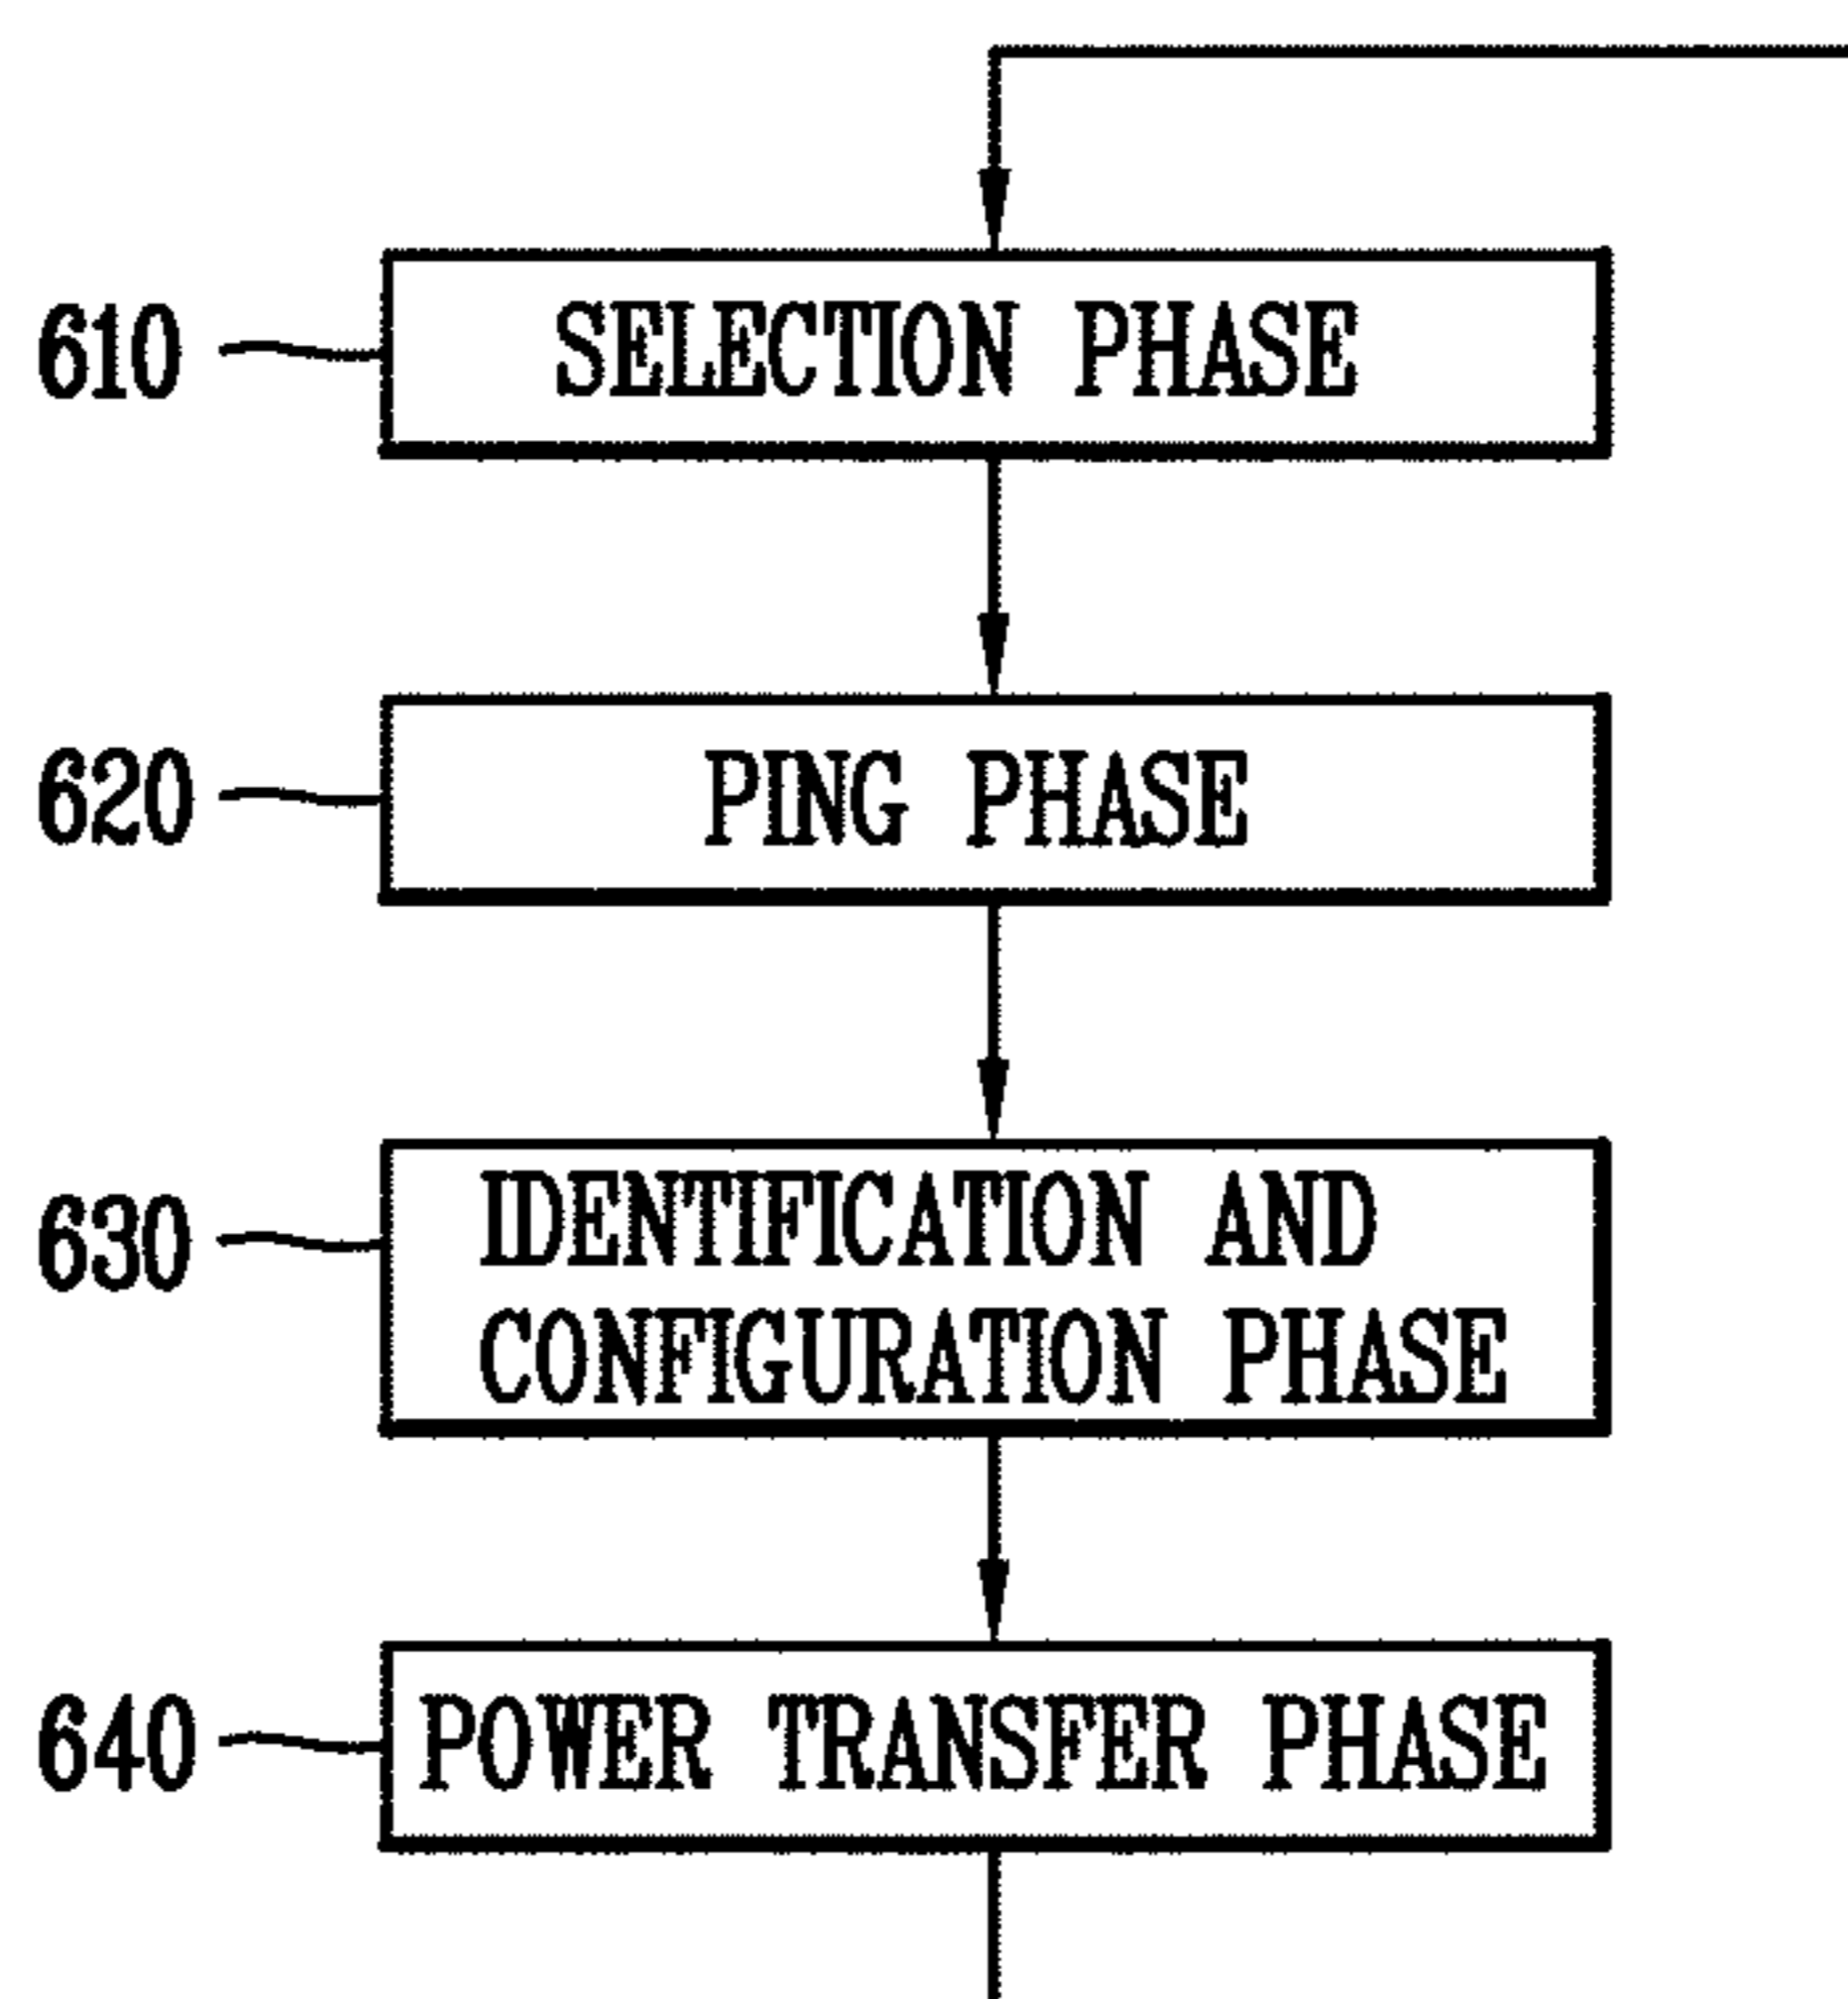 610 SELECTION PHASE
620 PING PHASE
630 IDENTIFICATION AND
CONFIGURATION PHASE
640 POWER TRANSFER PHASE